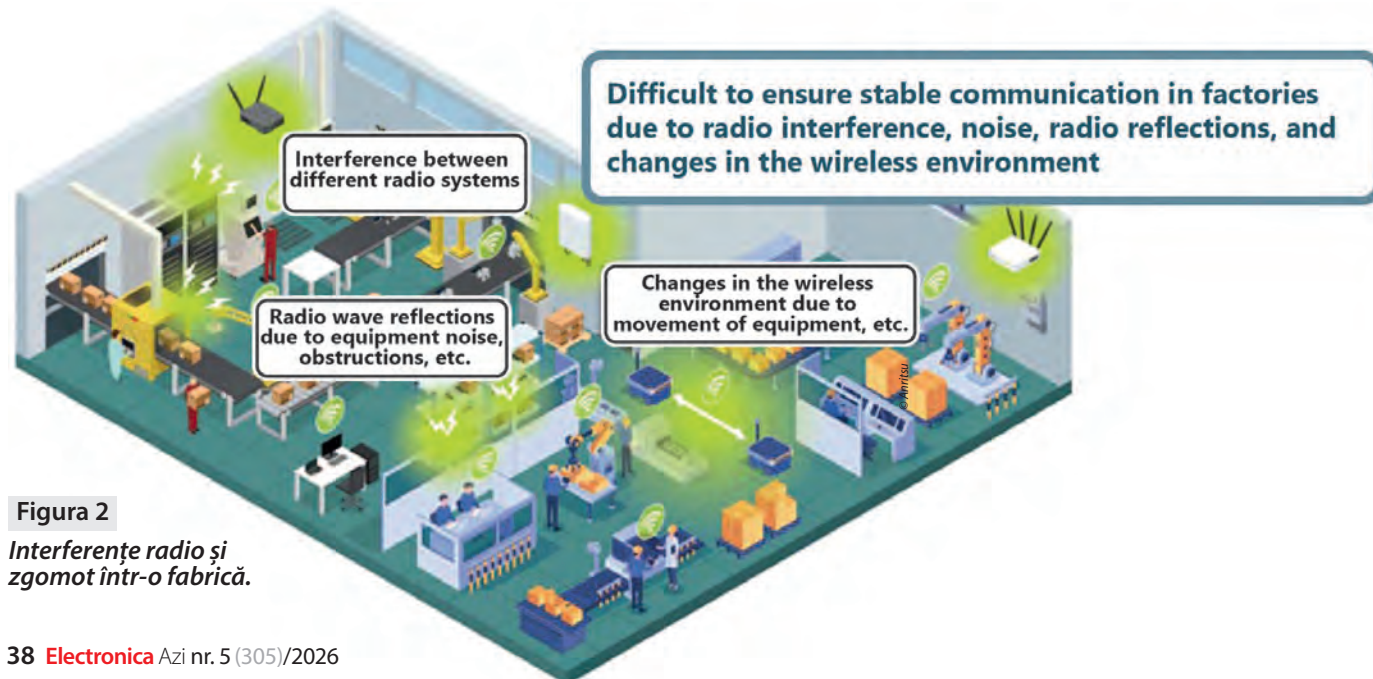 Difficult to ensure stable communication in factories
due to radio interference, noise, radio reflections, and
changes in the wireless environment
Interference between
different radio systems
Changes in the wireless
environment due to
movement of equipment, etc.
Radio wave reflections
due to equipment noise,
obstructions, etc.
© Anritsu
Figura 2
Interferențe radio și
zgomot într-o fabrică.
38 Electronica Azi nr. 5 (305)/2026